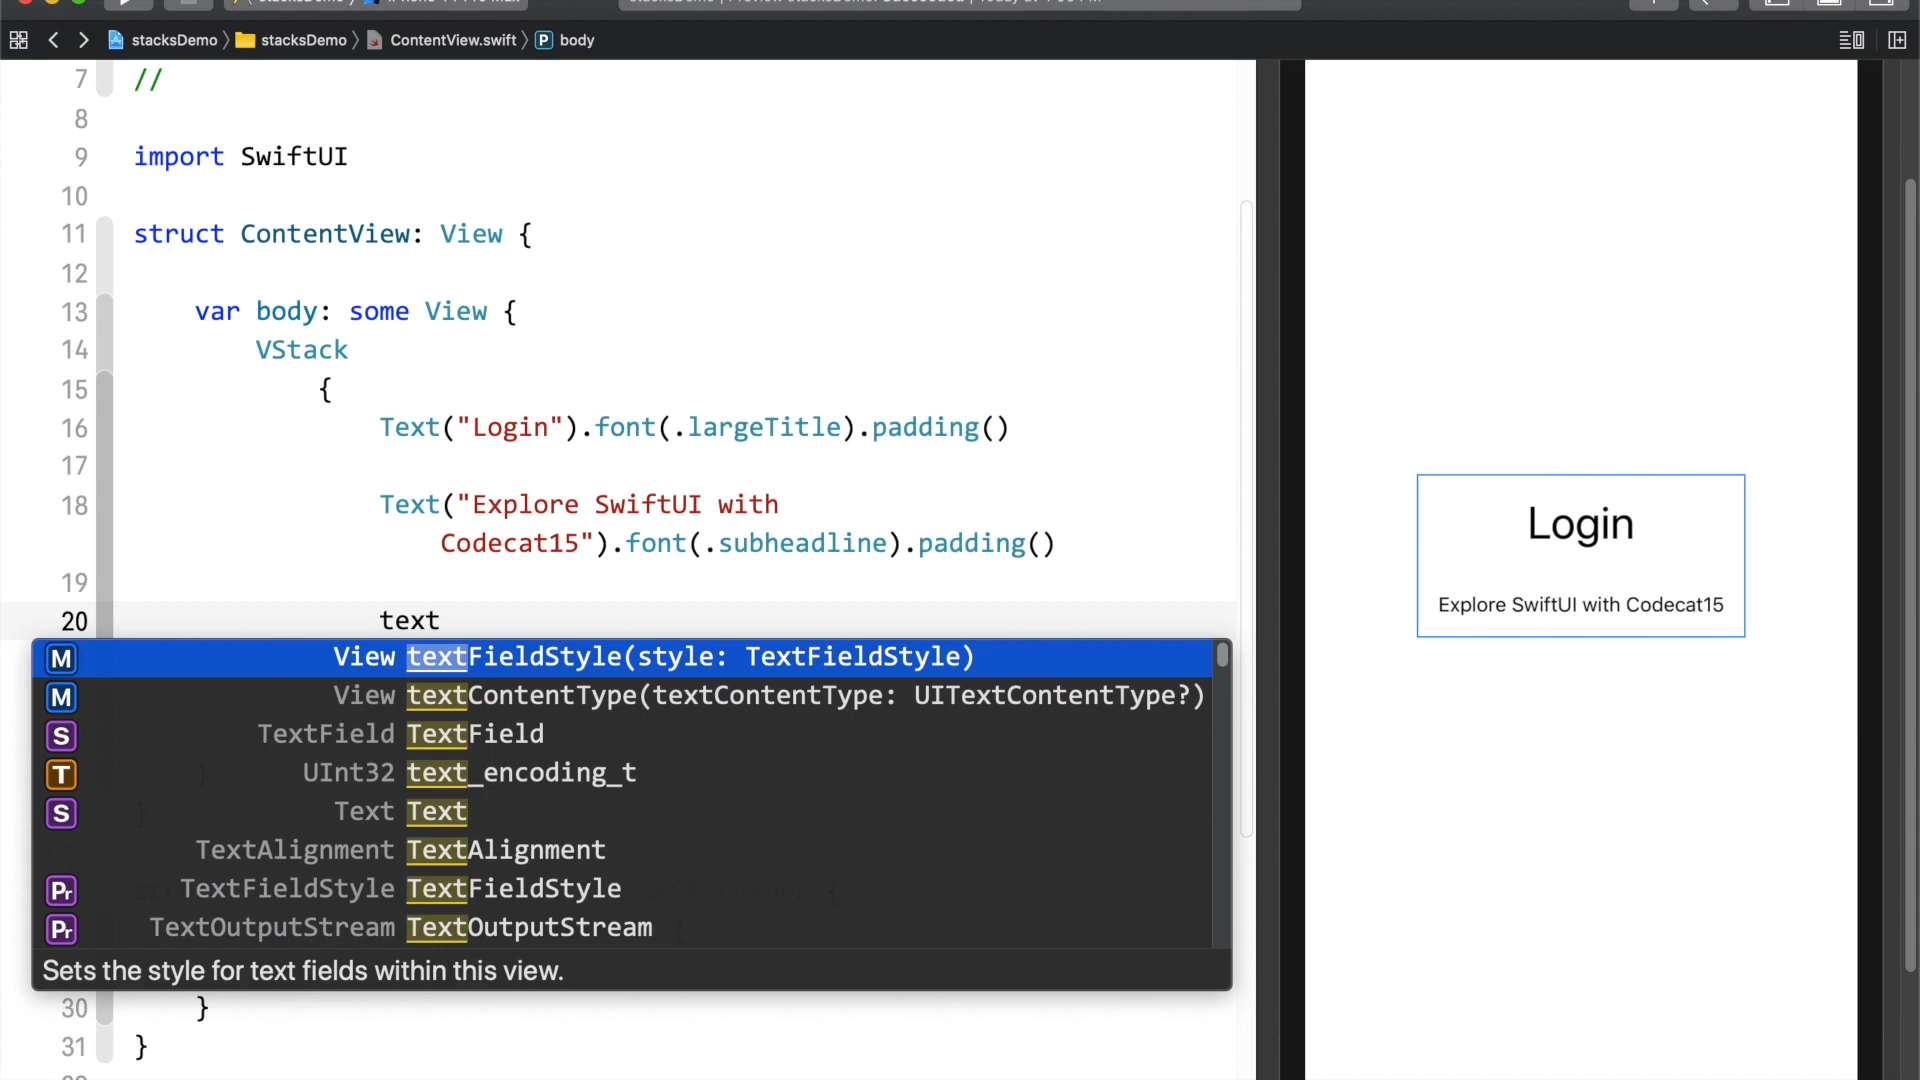 stacksDemo
stacksDemo
ContentView.swift
P
body
7 //
8
9 import SwiftUI
10
11 struct ContentView: View {
12
13 var body: some View {
14 VStack
15 {
16 Text("Login").font(.largeTitle).padding()
17
18 Text("Explore SwiftUI with
Codecat15").font(.subheadline).padding()
19
20 text
M View textFieldStyle(style: TextFieldStyle)
M View textContentType(textContentType: UITextContentType?)
S TextField TextField
T UInt32 text_encoding_t
S Text Text
TextAlignment TextAlignment
Pr TextFieldStyle TextFieldStyle
Pr TextOutputStream TextOutputStream
Sets the style for text fields within this view.
30 }
31 }
Login
Explore SwiftUI with Codecat15